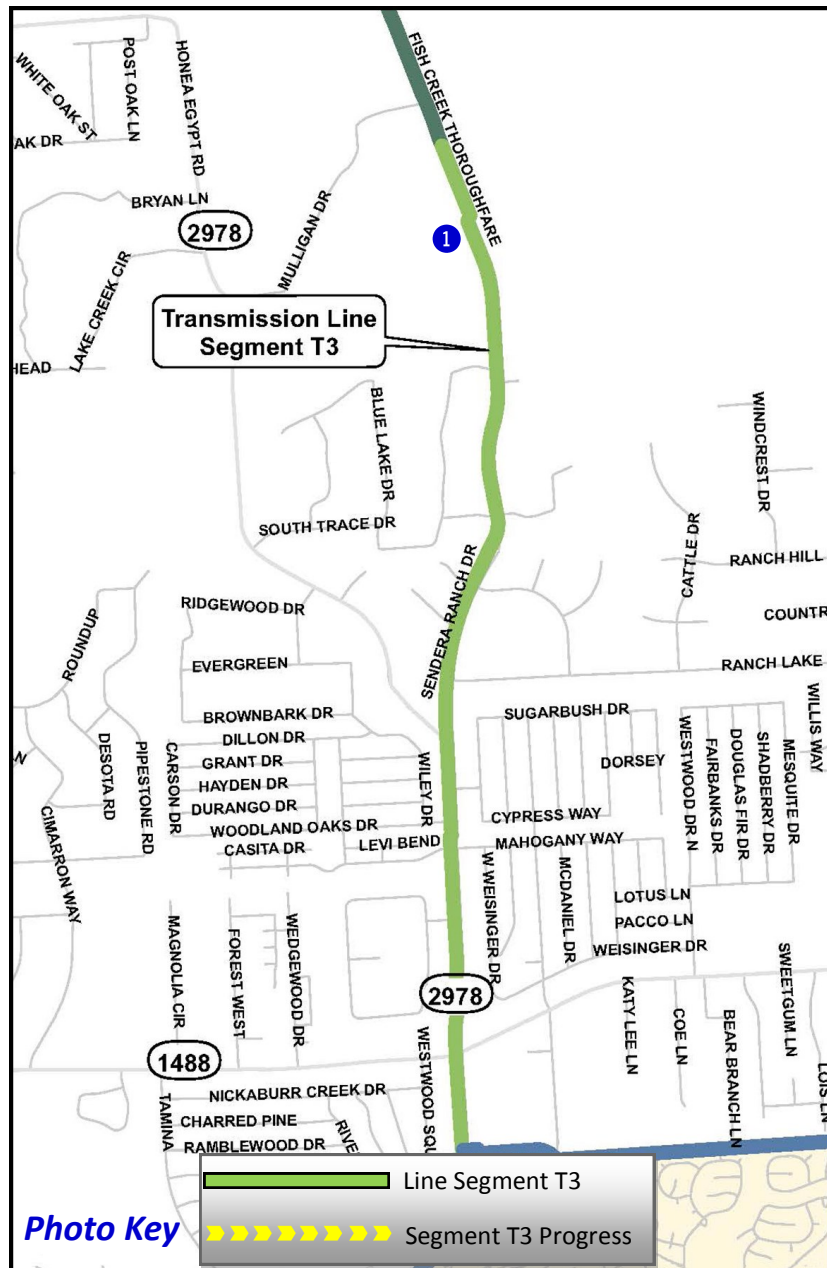 FISH CREEK THOROUGHFARE
WHITE OAK ST
POST OAK LN
HONEA EGYPT RD
AK DR
BRYAN LN
2978
MULLIGAN DR
1
LAKE CREEK CIR
Transmission Line
Segment T3
HEAD
BLUE LAKE DR
WINDCREST DR
SOUTH TRACE DR
CATTLE DR
RANCH HILL
SENDERA RANCH DR
RIDGEWOOD DR
COUNTR
ROUNDUP
EVERGREEN
RANCH LAKE
BROWNBARK DR
SUGARBUSH DR
WILLIS WAY
DILLON DR
N
DESOTA RD
PIPESTONE RD
CARSON DR
GRANT DR
WILEY DR
DORSEY
WESTWOOD DR N
FAIRBANKS DR
DOUGLAS FIR DR
SHADBERRY DR
MESQUITE DR
HAYDEN DR
DURANGO DR
CYPRESS WAY
WOODLAND OAKS DR
CIMARRON WAY
CASITA DR
LEVI BEND
MAHOGANY WAY
W WEISINGER DR
MCDANIEL DR
LOTUS LN
MAGNOLIA CIR
FOREST WEST
WEDGEWOOD DR
PACCO LN
WEISINGER DR
SWEETGUM LN
2978
KATY LEE LN
COE LN
BEAR BRANCH LN
LOIS LN
1488
WESTWOOD SQU
NICKABURR CREEK DR
TAMINA
CHARRED PINE
RIVE
RAMBLEWOOD DR
Line Segment T3
Photo Key
Segment T3 Progress